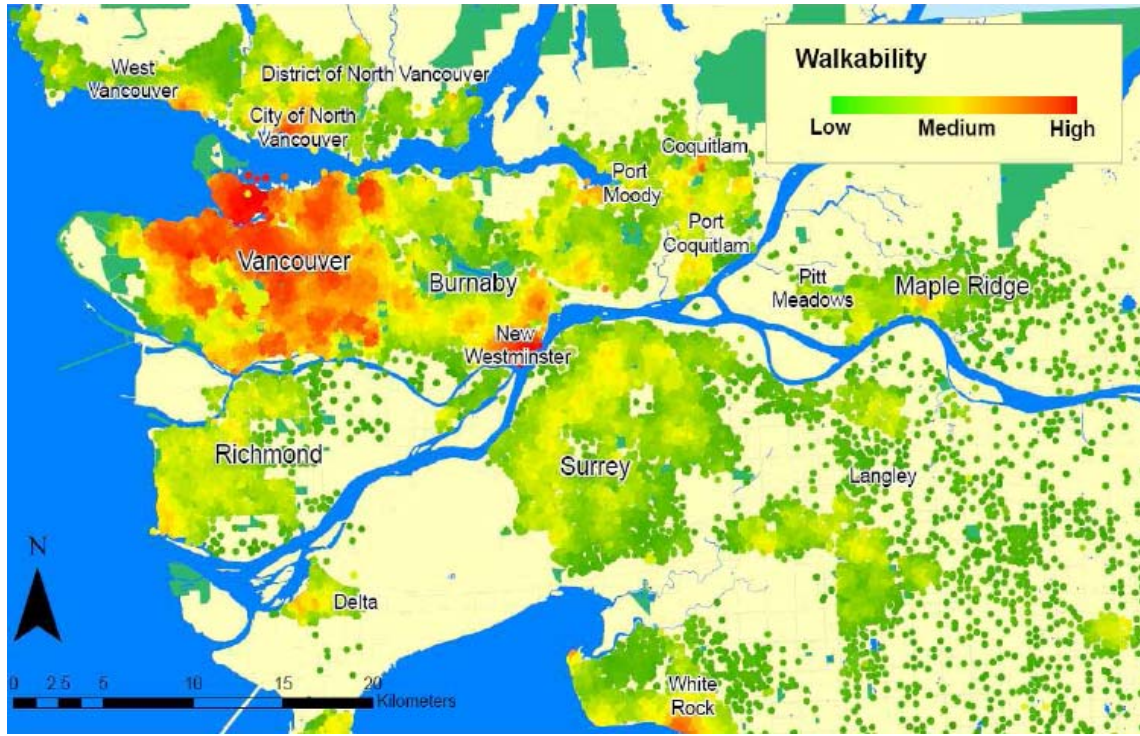 Walkability
Low Medium High
West
Vancouver
District of North Vancouver
City of North
Vancouver
Coquitlam
Port
Moody
Port
Coquitlam
Vancouver
Burnaby
Pitt
Meadows
Maple Ridge
New
Westminster
Richmond
Surrey
Langley
N
Delta
White
Rock
0 2.5 5 10 15 20
Kilometers